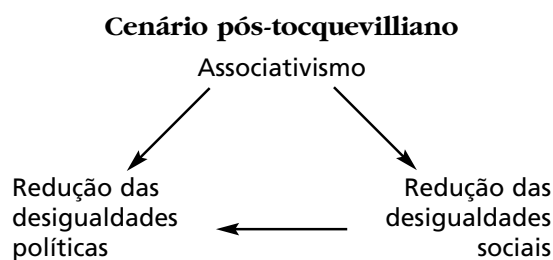 Cenário pós-tocquevilliano
Associativismo
Redução das
desigualdades
políticas
Redução das
desigualdades
sociais